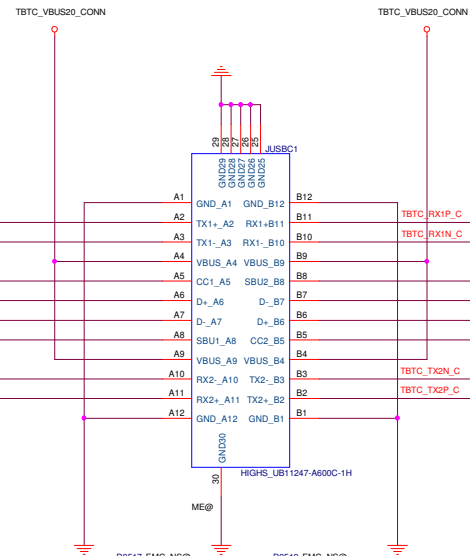 TBTC_VBUS20_CONN TBTC_VBUS20_CONN
29 28 27 26 25
JUSBC1
GND29 GND28 GND27 GND26 GND25
A1 GND_A1 GND_B12 B12
A2 TX1+_A2 RX1+B11 B11 TBTC_RX1P_C
A3 TX1-_A3 RX1-_B10 B10 TBTC_RX1N_C
A4 VBUS_A4 VBUS_B9 B9
A5 CC1_A5 SBU2_B8 B8
A6 D+_A6 D-_B7 B7
A7 D-_A7 D+_B6 B6
A8 SBU1_A8 CC2_B5 B5
A9 VBUS_A9 VBUS_B4 B4
A10 RX2-_A10 TX2-_B3 B3 TBTC_TX2N_C
A11 RX2+_A11 TX2+_B2 B2 TBTC_TX2P_C
A12 GND_A12 GND_B1 B1
GND30
30
HIGHS_UB11247-A600C-1H
ME@